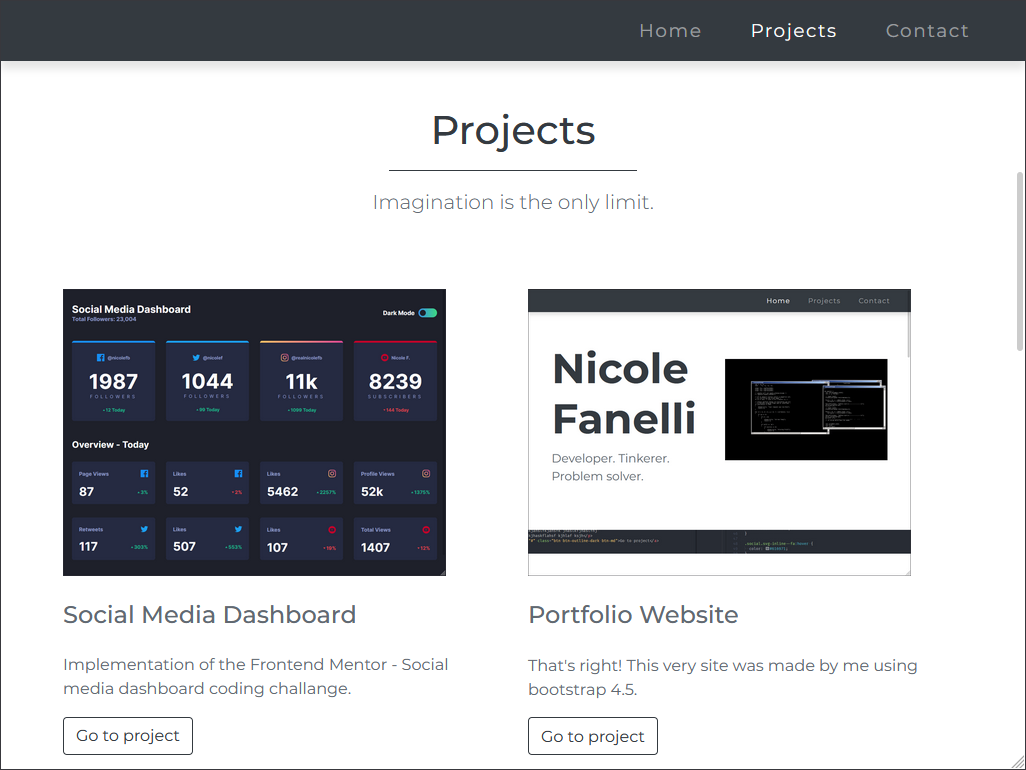 Home Projects Contact
Projects
Imagination is the only limit.
Social Media Dashboard
Total Followers: 23,004
Dark Mode
@nicolefb
1987
FOLLOWERS
12 Today
@nicolef
1044
FOLLOWERS
99 Today
@realnicolefb
11k
FOLLOWERS
1099 Today
Nicole F.
8239
SUBSCRIBERS
144 Today
Overview - Today
Page Views
87
3%
Likes
52
2%
Likes
5462
2257%
Profile Views
52k
1375%
Retweets
117
303%
Likes
507
553%
Likes
107
19%
Total Views
1407
12%
Home Projects Contact
Nicole
Fanelli
Developer. Tinkerer.
Problem solver.
Social Media Dashboard
Implementation of the Frontend Mentor - Social
media dashboard coding challange.
Go to project
Portfolio Website
That's right! This very site was made by me using
bootstrap 4.5.
Go to project